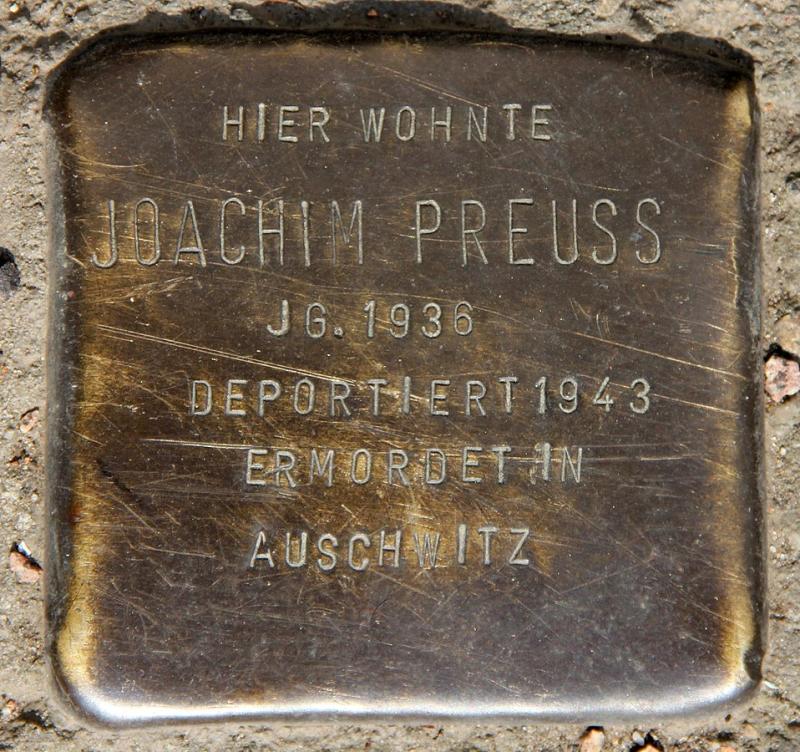 HIER WOHNTE
JOACHIM PREUSS
JG. 1936
DEPORTIERT 1943
ERMORDET IN
AUSCHWITZ